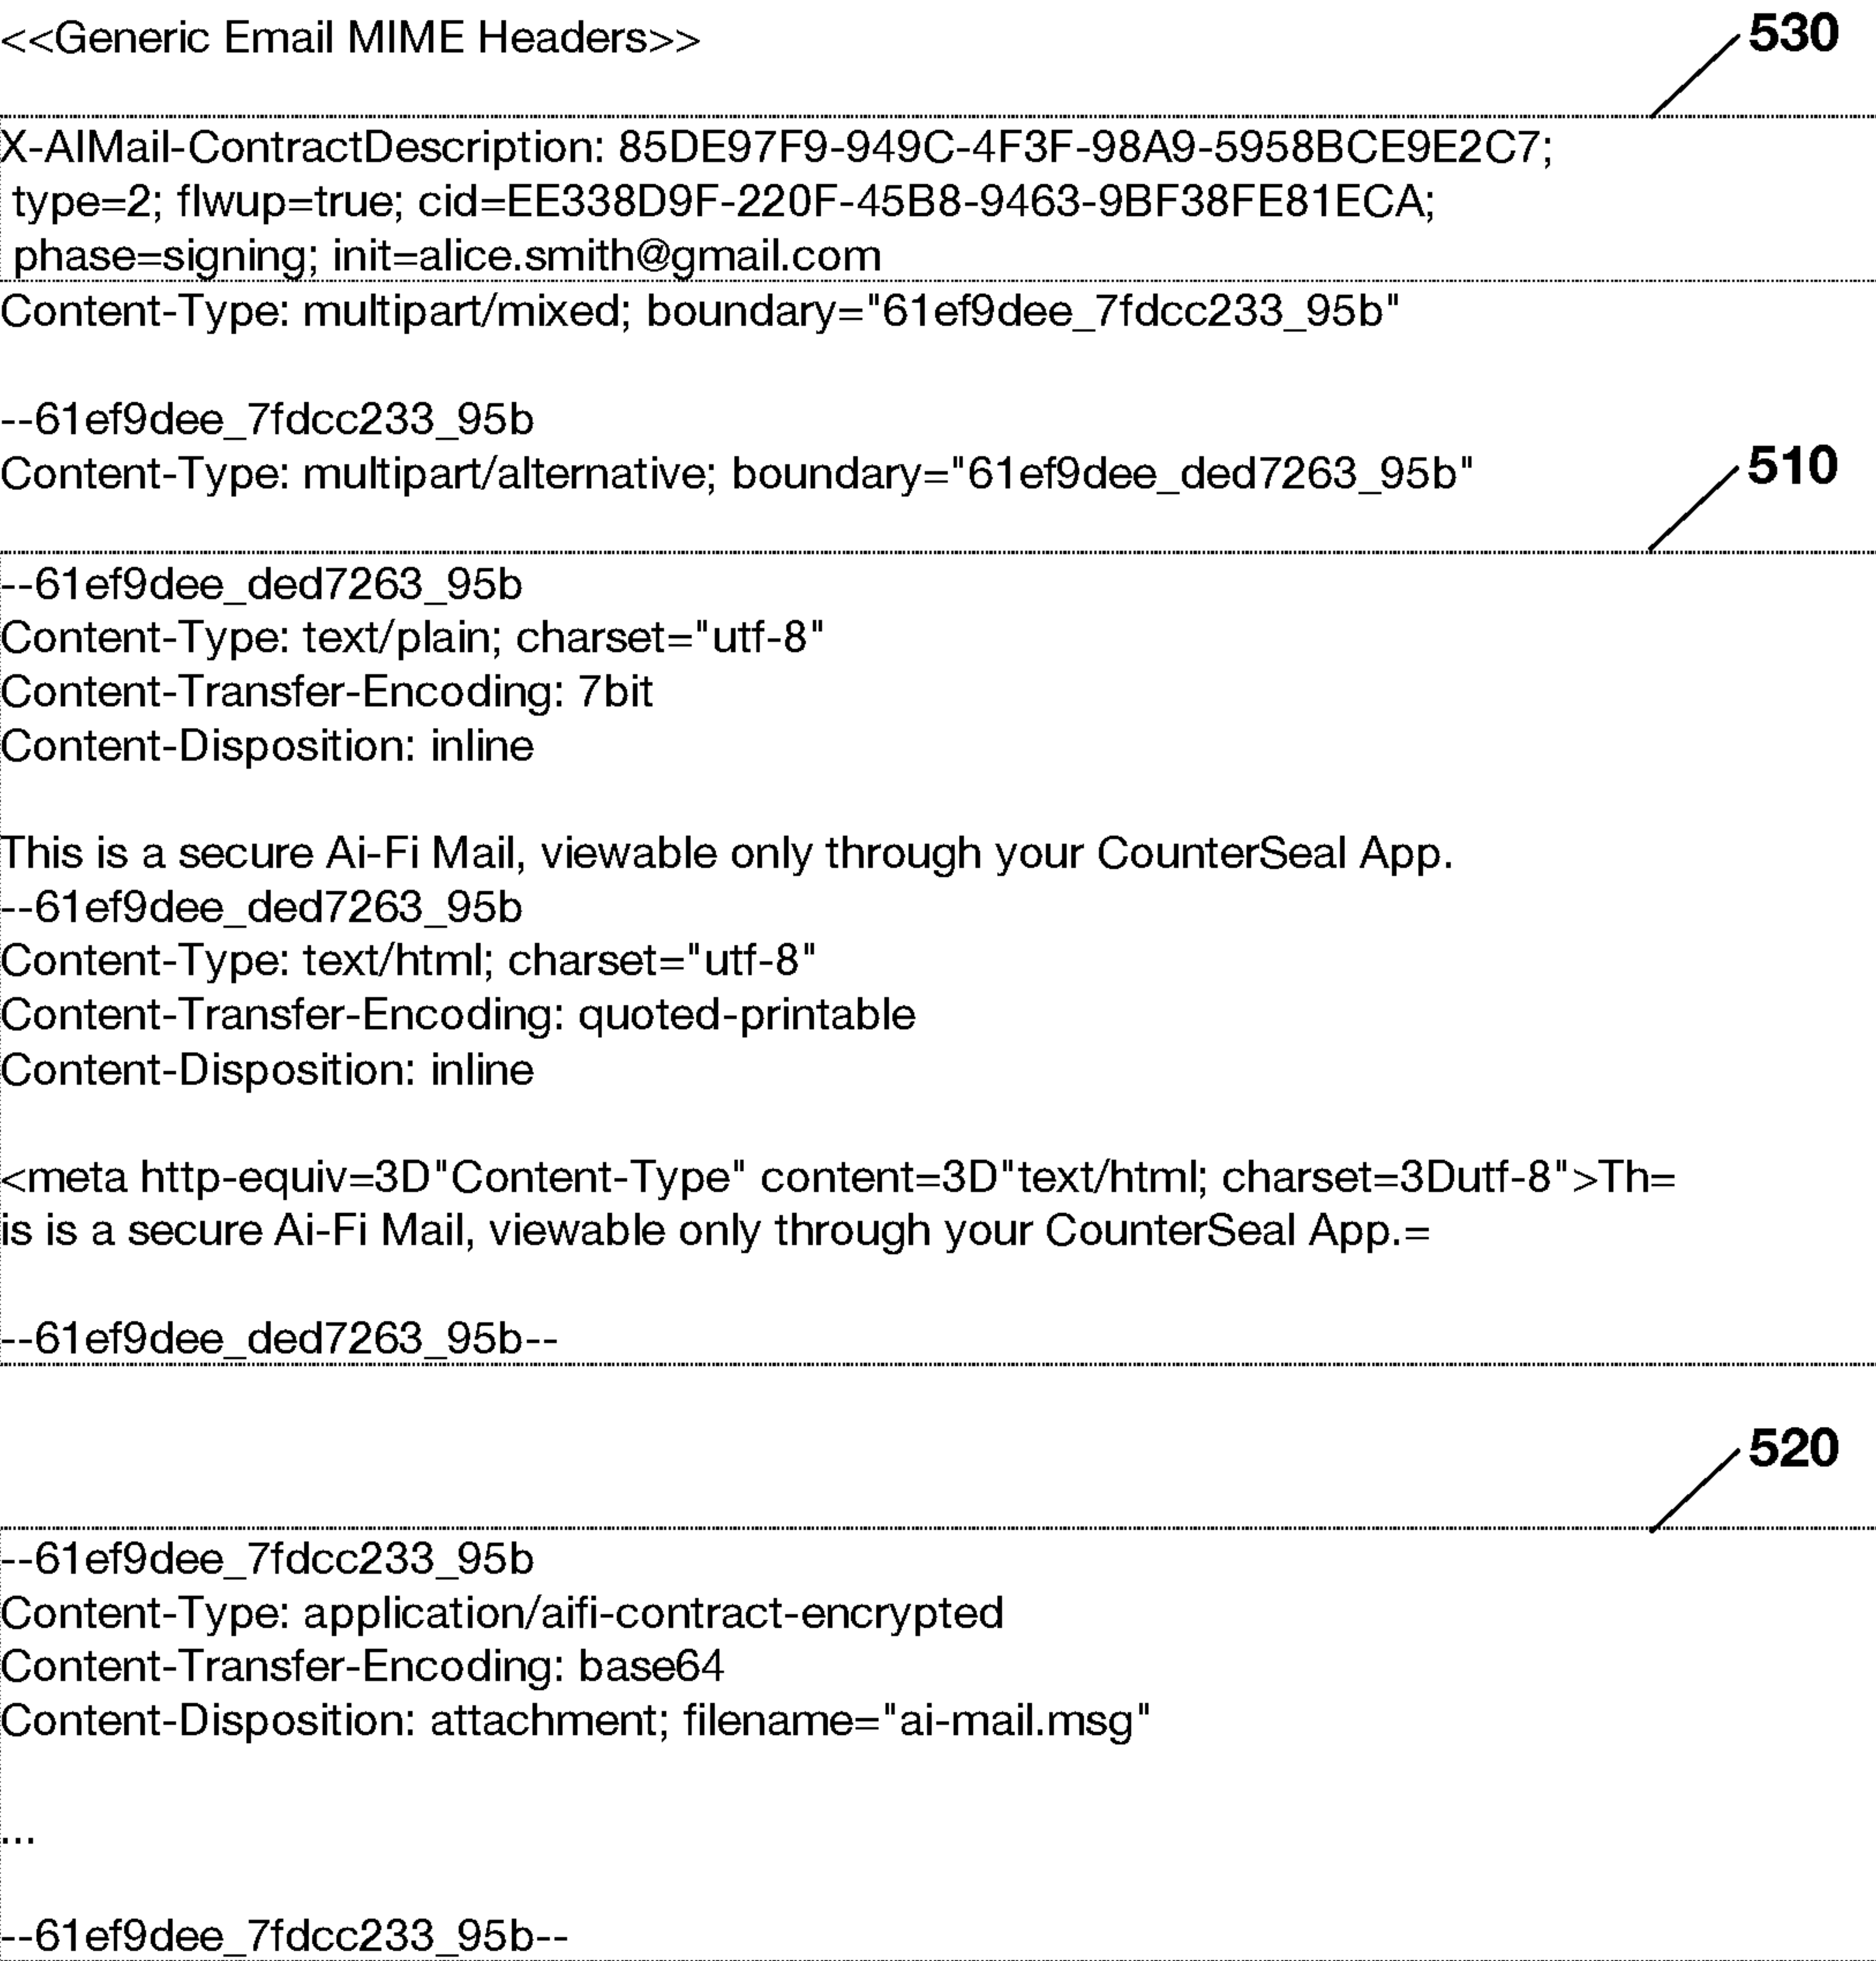 <<Generic Email MIME Headers>>
530
X-AIMail-ContractDescription: 85DE97F9-949C-4F3F-98A9-5958BCE9E2C7;
type=2; flwup=true; cid=EE338D9F-220F-45B8-9463-9BF38FE81ECA;
phase=signing; init=alice.smith@gmail.com
Content-Type: multipart/mixed; boundary="61ef9dee_7fdcc233_95b"
--61ef9dee_7fdcc233_95b
Content-Type: multipart/alternative; boundary="61ef9dee_ded7263_95b"
510
--61ef9dee_ded7263_95b
Content-Type: text/plain; charset="utf-8"
Content-Transfer-Encoding: 7bit
Content-Disposition: inline
This is a secure Ai-Fi Mail, viewable only through your CounterSeal App.
--61ef9dee_ded7263_95b
Content-Type: text/html; charset="utf-8"
Content-Transfer-Encoding: quoted-printable
Content-Disposition: inline
<meta http-equiv=3D"Content-Type" content=3D"text/html; charset=3Dutf-8">Th=
is is a secure Ai-Fi Mail, viewable only through your CounterSeal App.=
--61ef9dee_ded7263_95b--
520
--61ef9dee_7fdcc233_95b
Content-Type: application/aifi-contract-encrypted
Content-Transfer-Encoding: base64
Content-Disposition: attachment; filename="ai-mail.msg"
...
--61ef9dee_7fdcc233_95b--